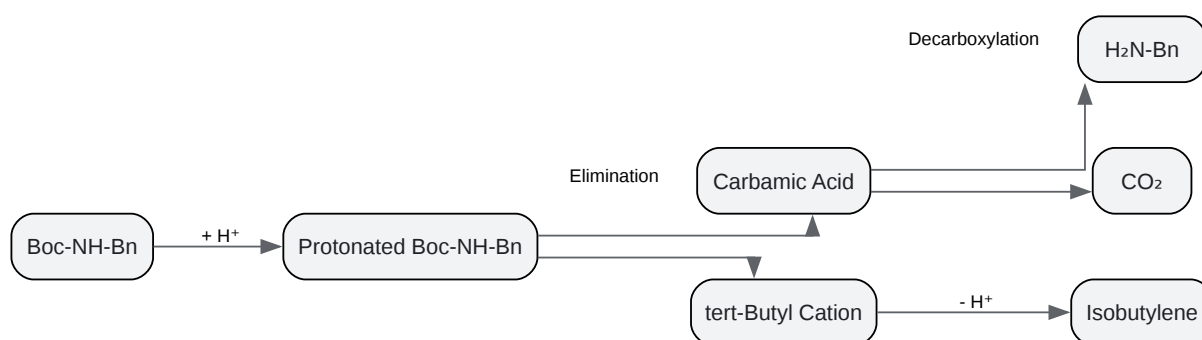 Decarboxylation
H₂N-Bn
Elimination
Carbamic Acid
CO₂
Boc-NH-Bn
+ H⁺
Protonated Boc-NH-Bn
tert-Butyl Cation
- H⁺
Isobutylene